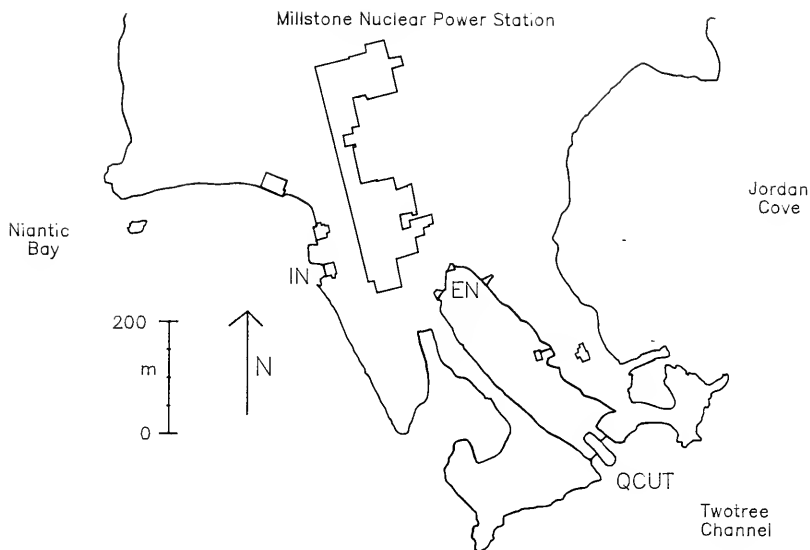 Millstone Nuclear Power Station
Jordan
Cove
Niantic
Bay
IN
EN
200
m
N
0
QCUT
Twotree
Channel